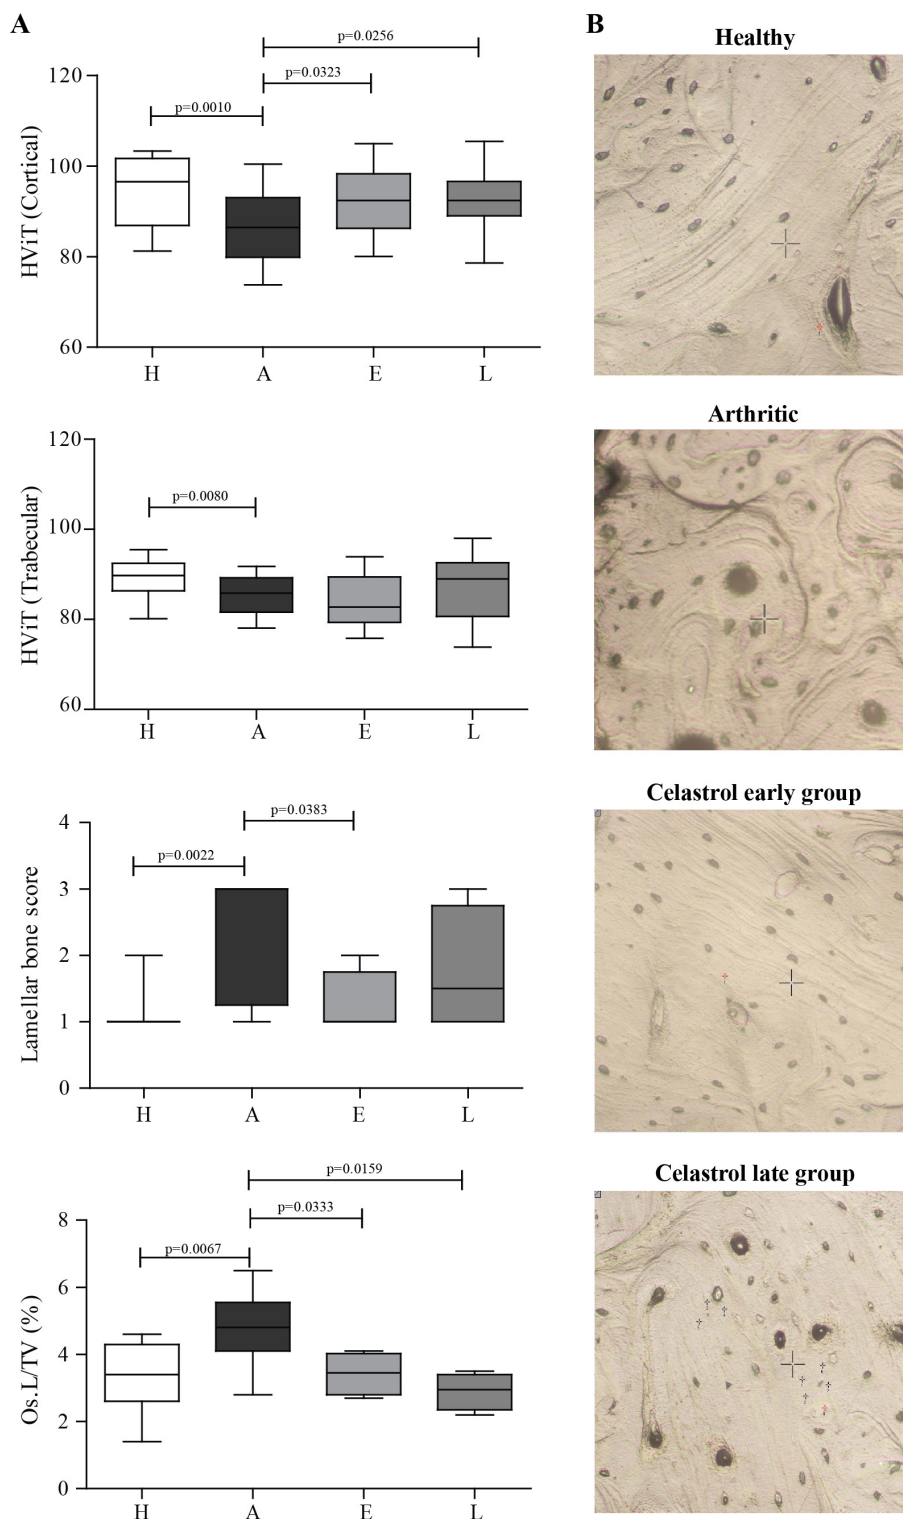 A
p=0.0256
p=0.0323
p=0.0010
HViT (Cortical)
120
100
80
60
H A E L
p=0.0080
HViT (Trabecular)
120
100
80
60
H A E L
p=0.0383
p=0.0022
Lamellar bone score
4
3
2
1
0
H A E L
p=0.0159
p=0.0333
p=0.0067
Os.L/TV (%)
8
6
4
2
0
H A E L
B
Healthy
Arthritic
Celastrol early group
Celastrol late group